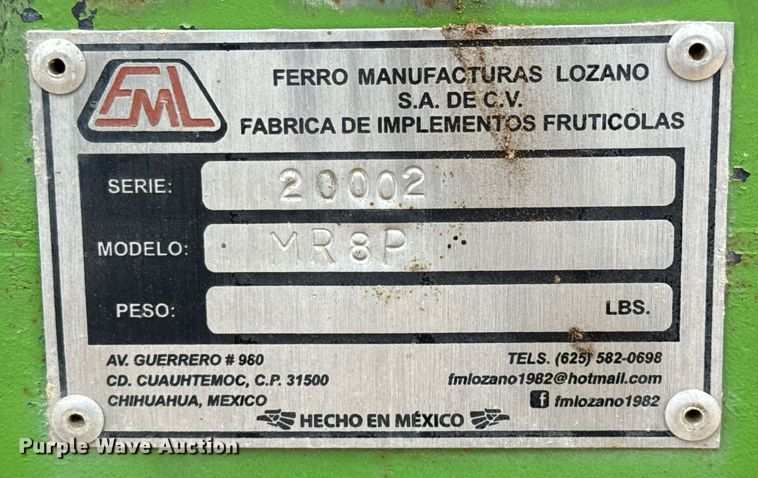 FML
FERRO MANUFACTURAS LOZANO
S.A. DE C.V.
FABRICA DE IMPLEMENTOS FRUTICOLAS
SERIE: 20002
MODELO: MR8P
PESO: LBS.
AV. GUERRERO # 960
CD. CUAUHTEMOC, C.P. 31500
CHIHUAHUA, MEXICO
TELS. (625) 582-0698
fmlozano1982@hotmail.com
f fmlozano1982
HECHO EN MÉXICO
Purple Wave Auction